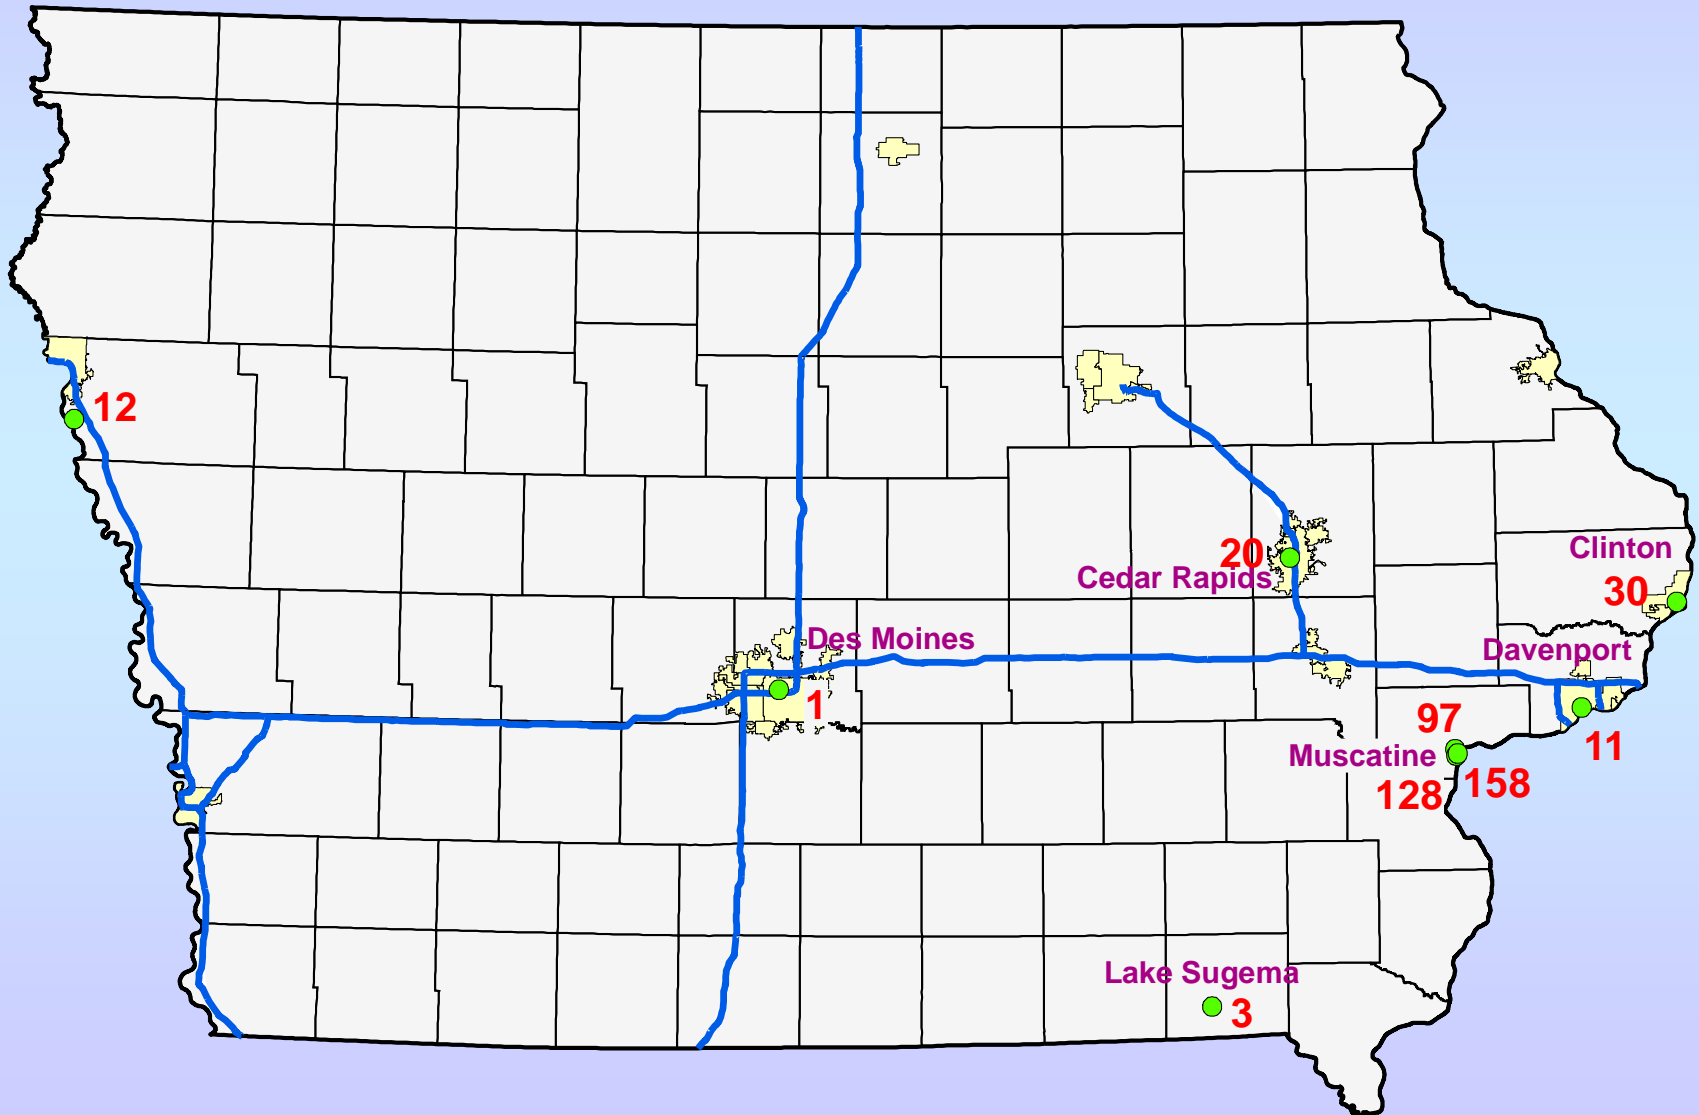 12
Clinton
20
Cedar Rapids
30
Des Moines
Davenport
1
97
11
Muscatine
128
158
Lake Sugema
3